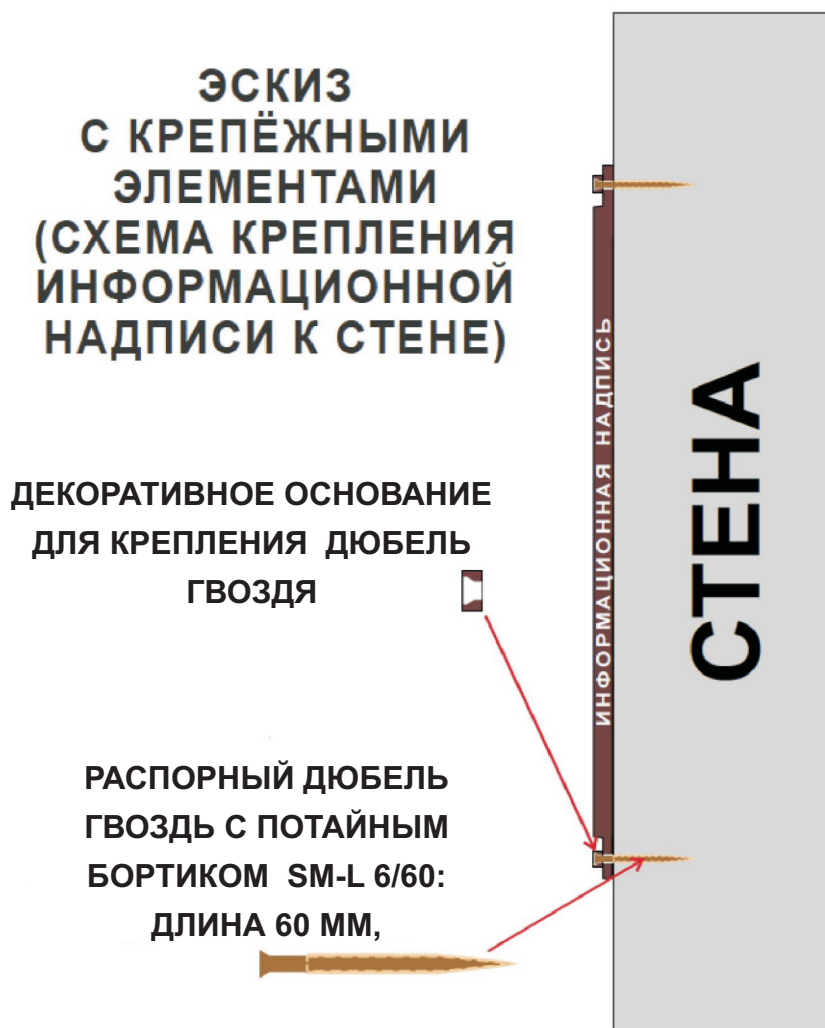 ЭСКИЗ
С КРЕПЁЖНЫМИ
ЭЛЕМЕНТАМИ
(СХЕМА КРЕПЛЕНИЯ
ИНФОРМАЦИОННОЙ
НАДПИСИ К СТЕНЕ)
ДЕКОРАТИВНОЕ ОСНОВАНИЕ
ДЛЯ КРЕПЛЕНИЯ ДЮБЕЛЬ
ГВОЗДЯ
РАСПОРНЫЙ ДЮБЕЛЬ
ГВОЗДЬ С ПОТАЙНЫМ
БОРТИКОМ SM-L 6/60:
ДЛИНА 60 ММ,
ИНФОРМАЦИОННАЯ НАДПИСЬ
СТЕНА